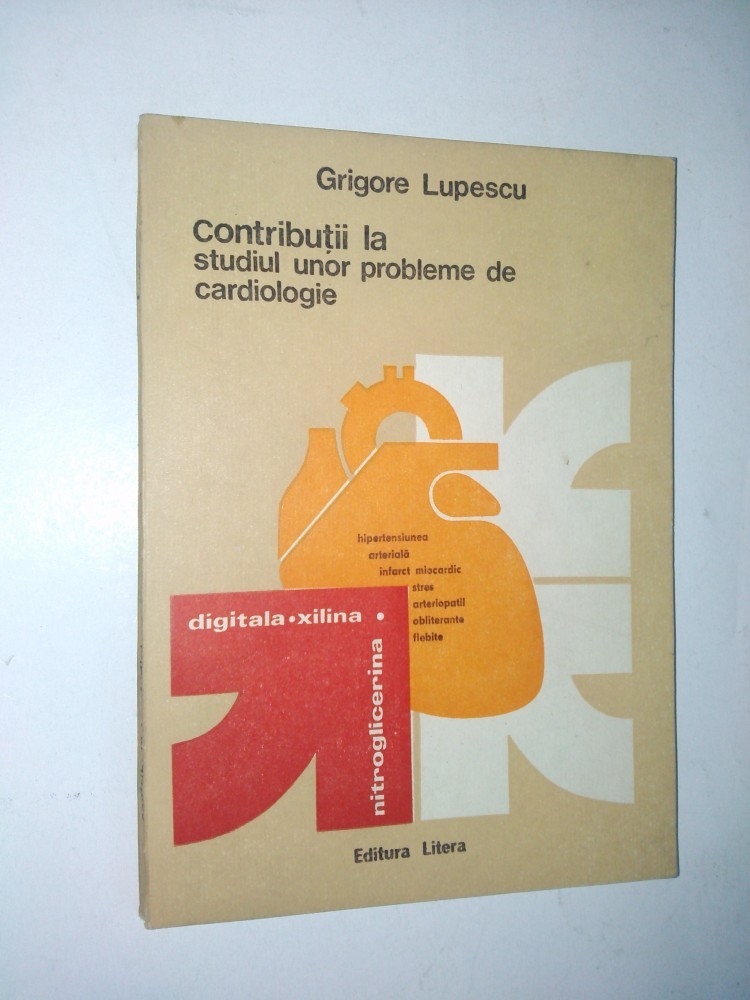 Grigore Lupescu
Contribuții la
studiul unor probleme de
cardiologie
hipertensiunea
arterială
infarct miocardic
stres
arteriopatii
obliterante
flebite
digitala•xilina •
nitroglicerina
Editura Litera